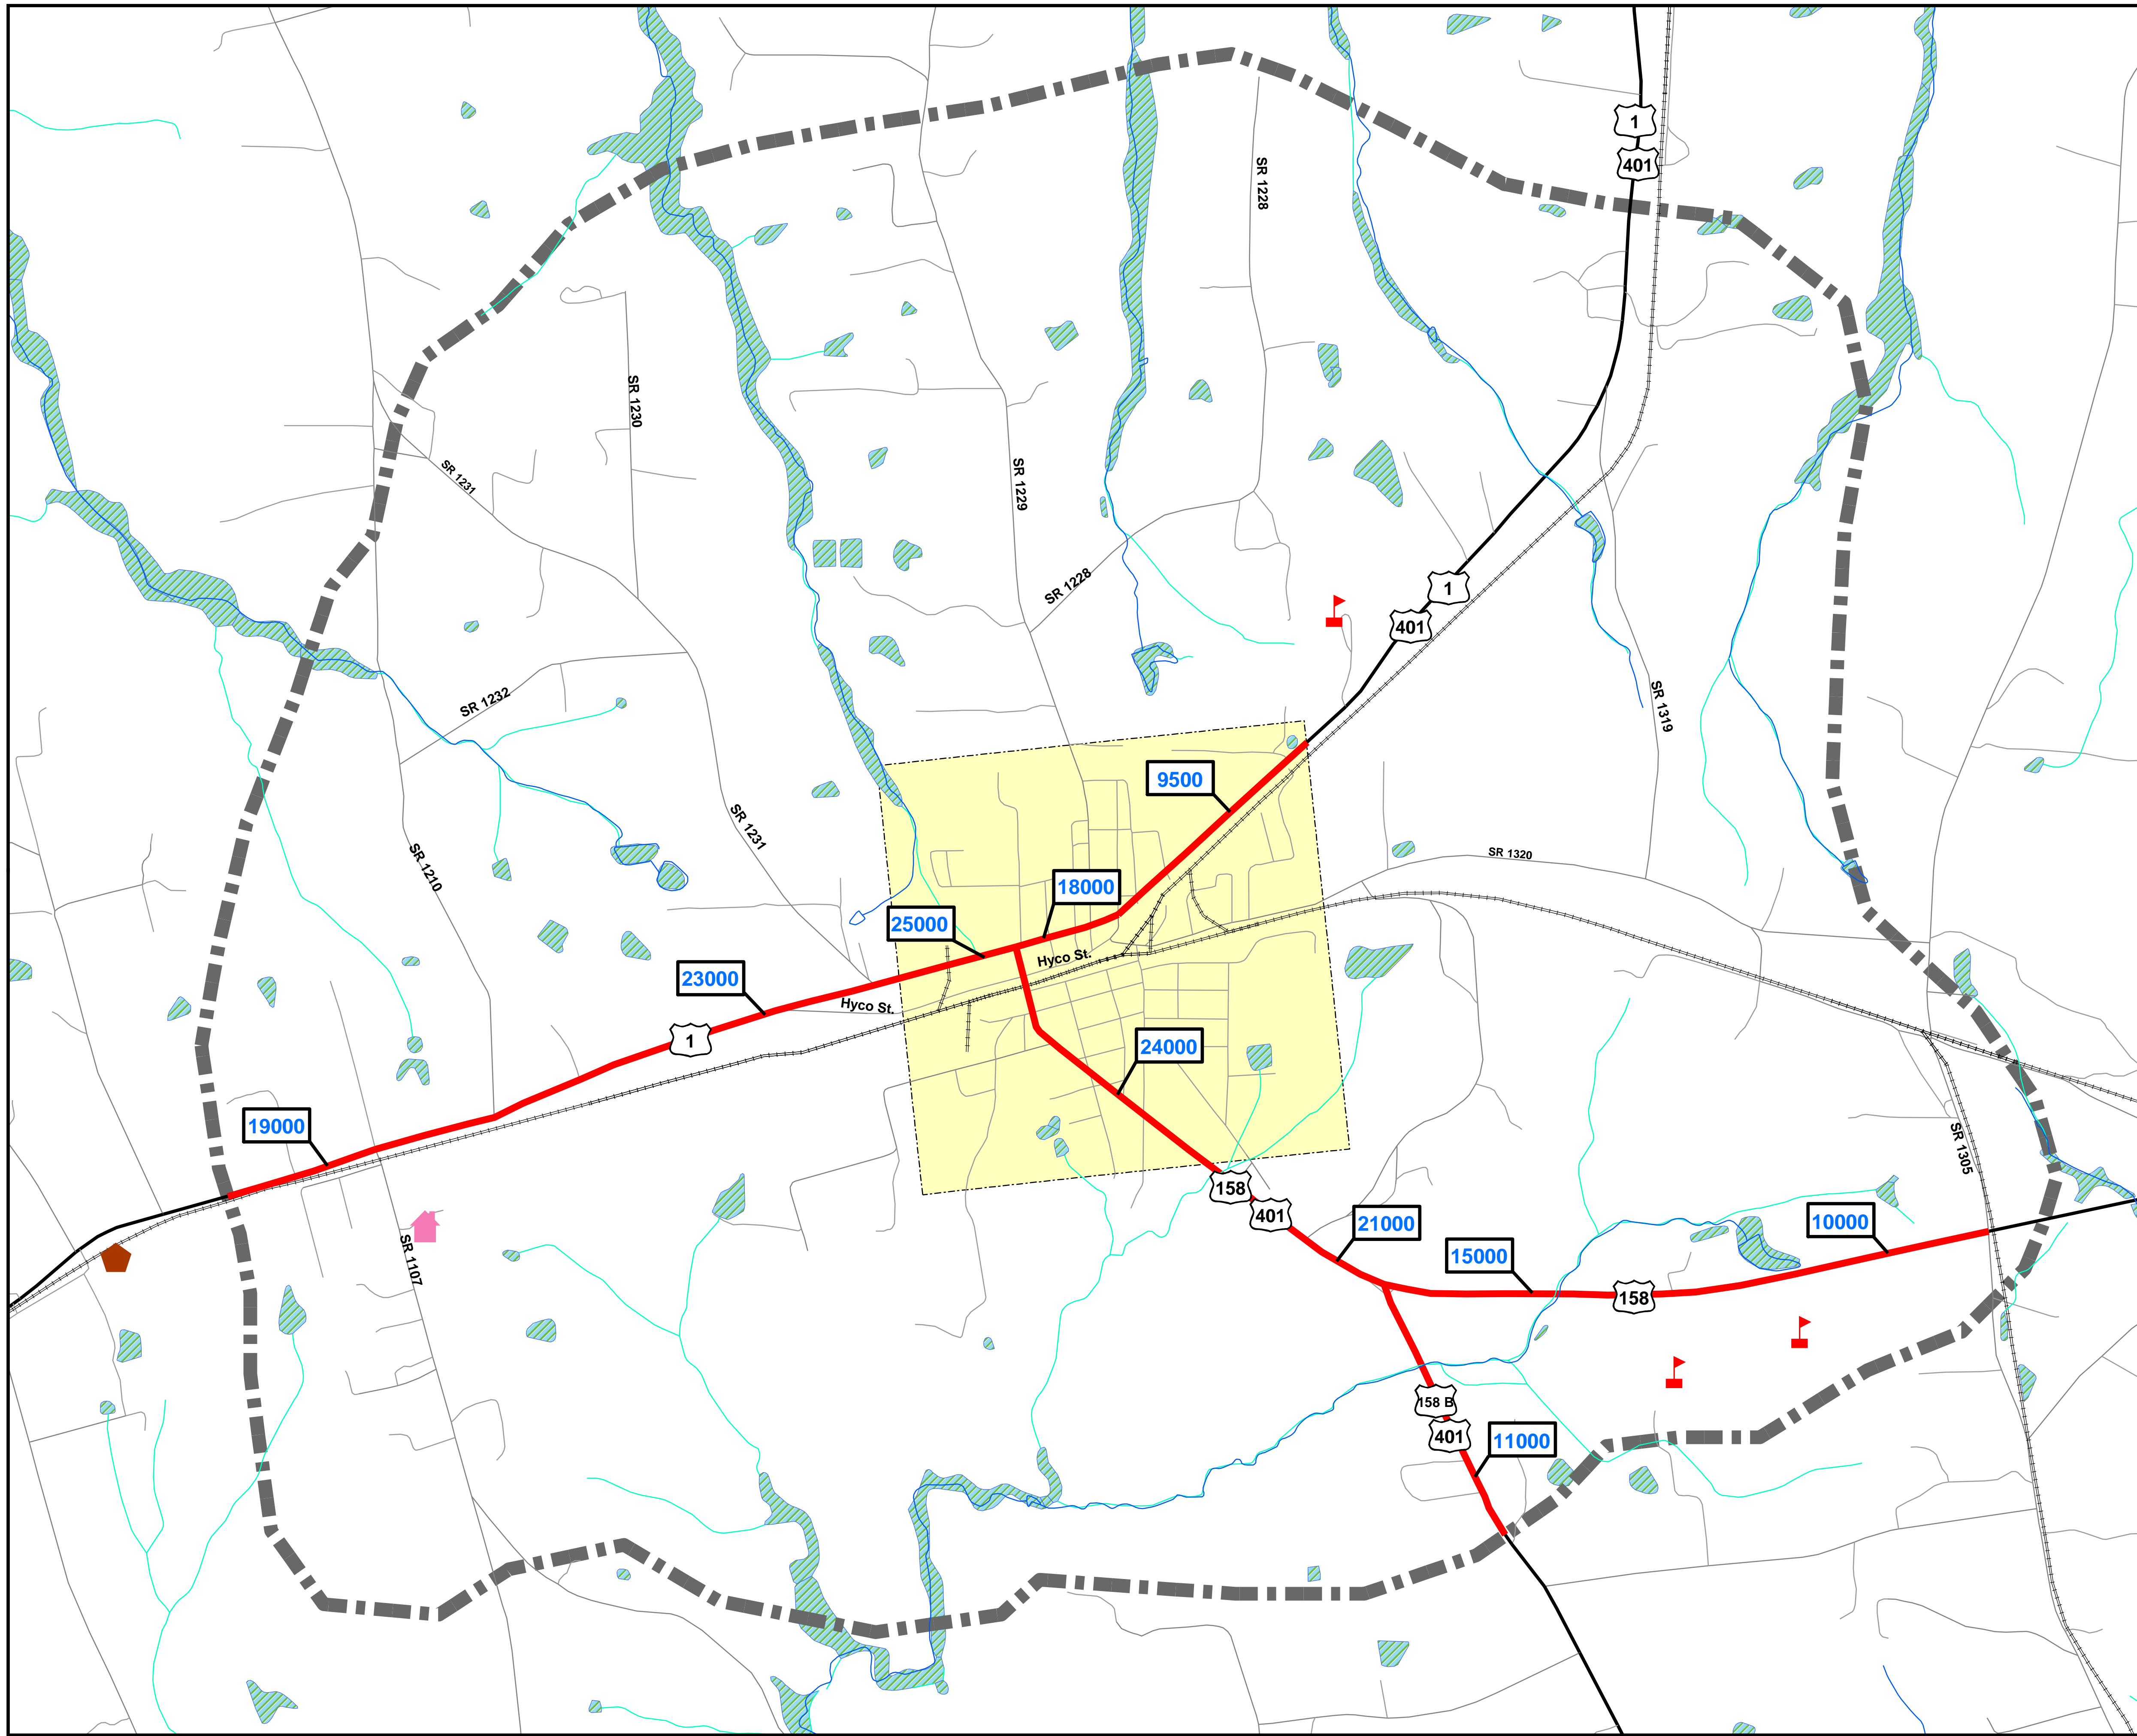 1
401
SR 1228
SR 1230
SR 1231
SR 1229
SR 1228
1
401
SR 1232
SR 1319
9500
SR 1231
SR 1210
SR 1320
18000
25000
Hyco St.
23000
Hyco St.
1
24000
19000
SR 1305
158
401
21000
10000
SR 1107
15000
158
158 B
401
11000